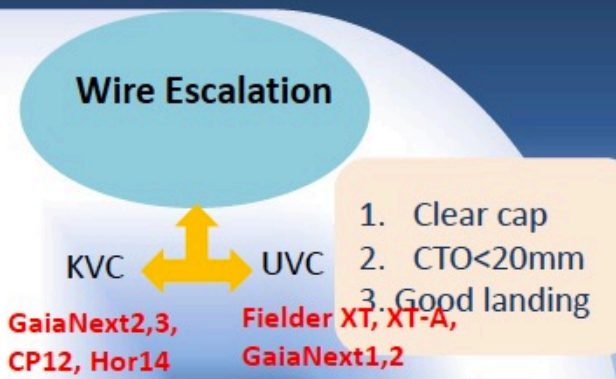 Wire Escalation
KVC
UVC
1. Clear cap
2. CTO<20mm
3. Good landing
GaiaNext2,3,
CP12, Hor14
Fielder XT, XT-A,
GaiaNext1,2